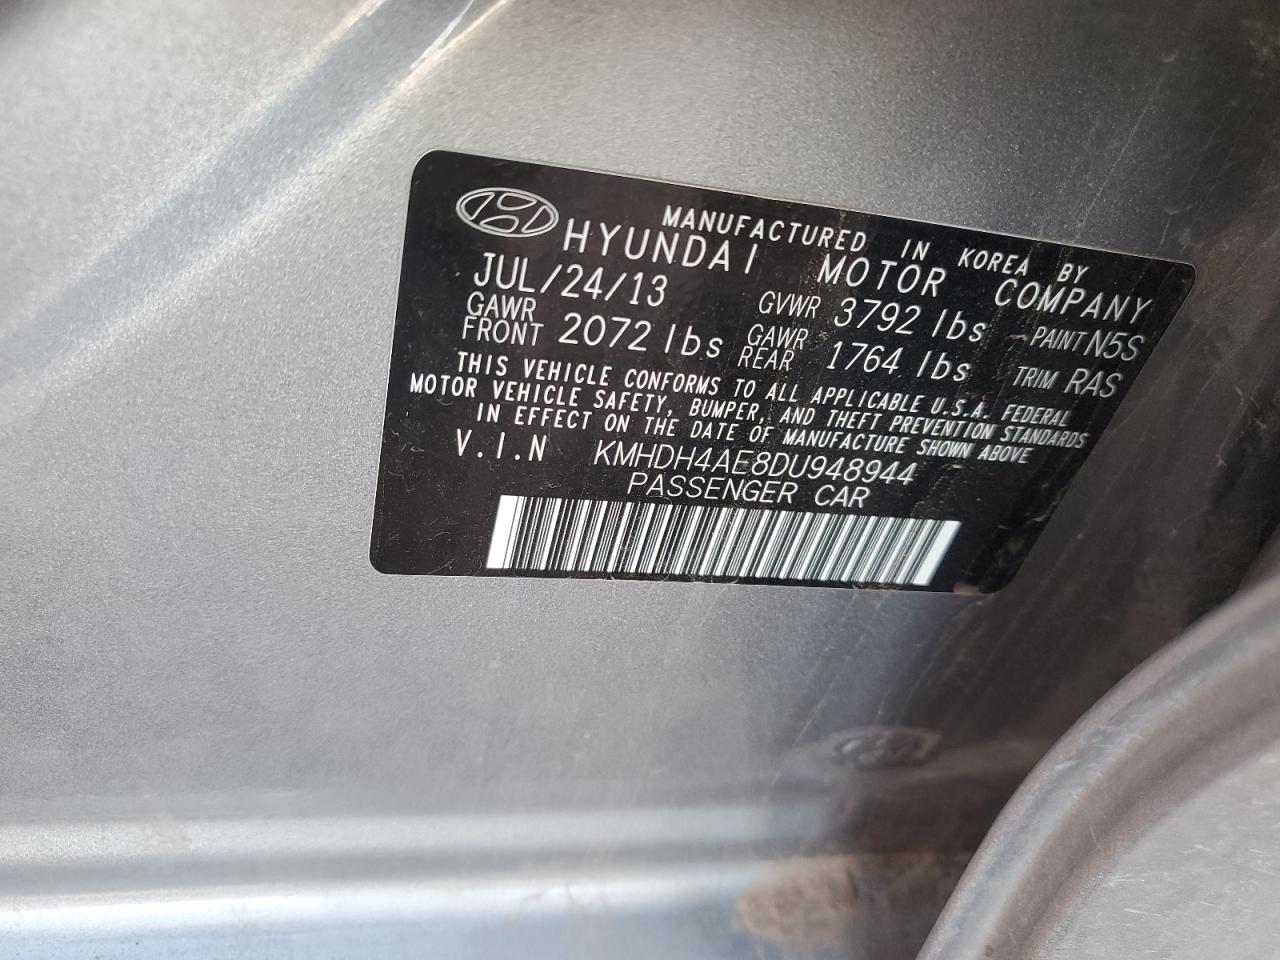 MANUFACTURED IN KOREA BY
HYUNDAI MOTOR COMPANY
JUL/24/13 GVWR 3792 lbs PAINT N5S
GAWR FRONT 2072 lbs GAWR REAR 1764 lbs TRIM RAS
THIS VEHICLE CONFORMS TO ALL APPLICABLE U.S.A. FEDERAL
MOTOR VEHICLE SAFETY, BUMPER, AND THEFT PREVENTION STANDARDS
IN EFFECT ON THE DATE OF MANUFACTURE SHOWN ABOVE
V.I.N KMHDH4AE8DU948944
PASSENGER CAR